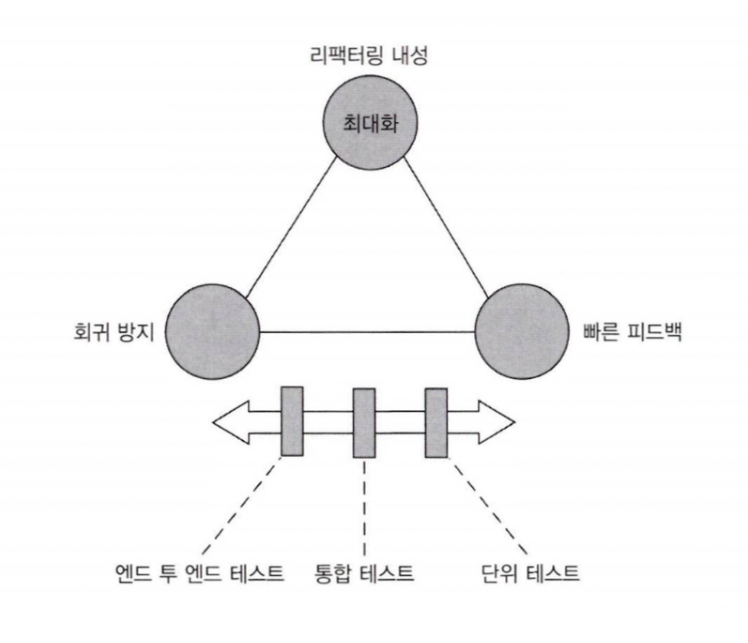 리팩터링 내성
최대화
회귀 방지
빠른 피드백
엔드 투 엔드 테스트
통합 테스트
단위 테스트